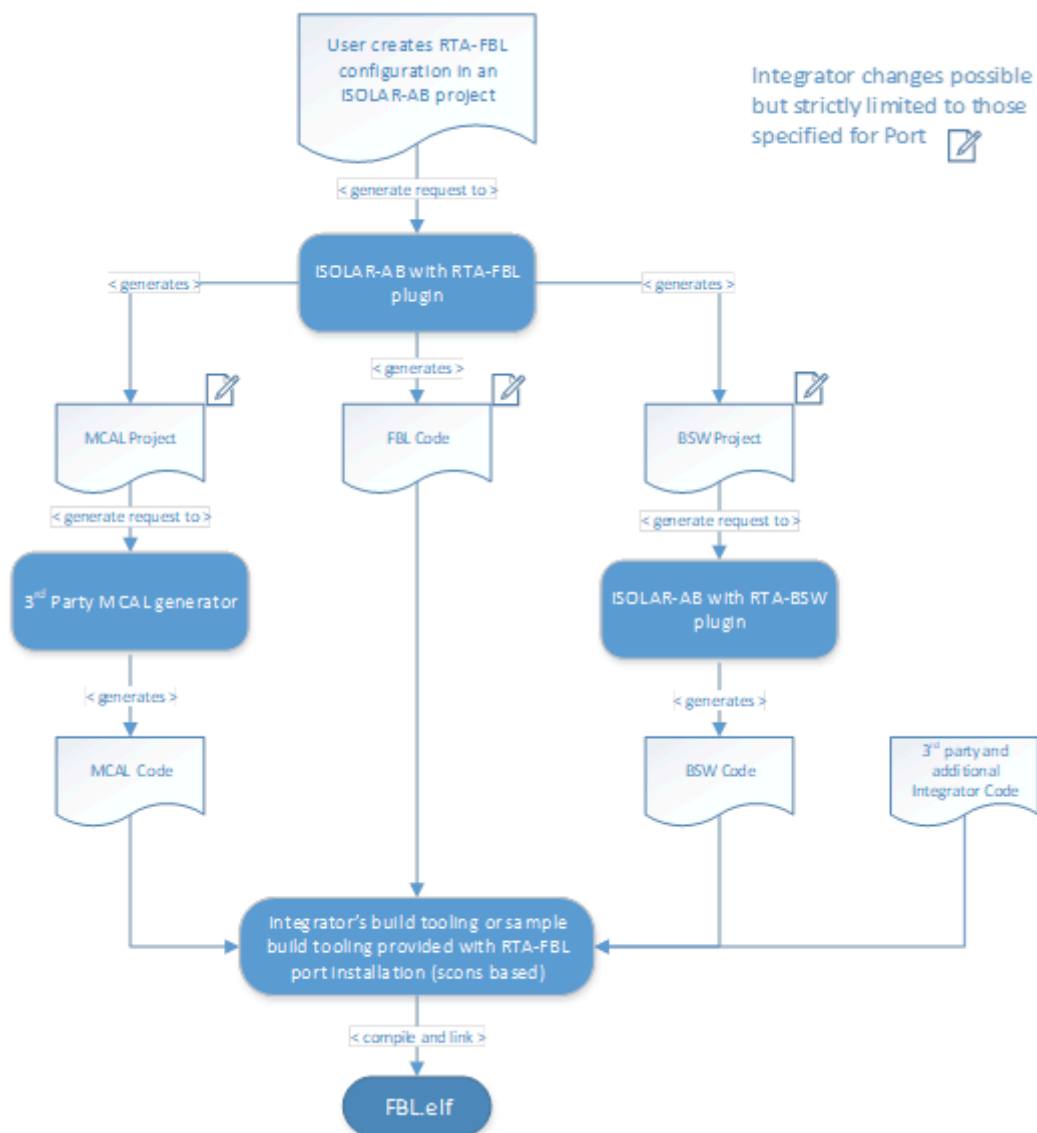 User creates RTA-FBL
configuration in an
ISOLAR-AB project
Integrator changes possible
but strictly limited to those
specified for Port
< generate request to >
ISOLAR-AB with RTA-FBL
plugin
< generates >
< generates >
< generates >
MCAL Project
FBL Code
BSW Project
< generate request to >
< generate request to >
3rd Party MCAL generator
ISOLAR-AB with RTA-BSW
plugin
< generates >
< generates >
MCAL Code
BSW Code
3rd party and
additional
Integrator Code
Integrator's build tooling or sample
build tooling provided with RTA-FBL
port installation (scons based)
< compile and link >
FBL.elf